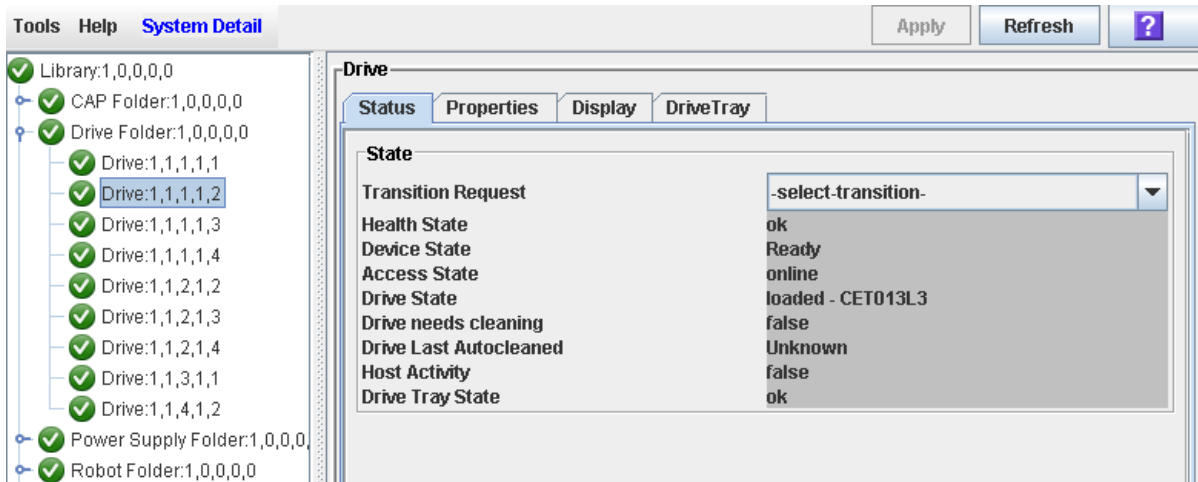 Tools Help System Detail Apply Refresh ?
Library:1,0,0,0,0
CAP Folder:1,0,0,0,0
Drive Folder:1,0,0,0,0
Drive:1,1,1,1,1
Drive:1,1,1,1,2
Drive:1,1,1,1,3
Drive:1,1,1,1,4
Drive:1,1,2,1,2
Drive:1,1,2,1,3
Drive:1,1,2,1,4
Drive:1,1,3,1,1
Drive:1,1,4,1,2
Power Supply Folder:1,0,0,0,
Robot Folder:1,0,0,0,0
Drive
Status Properties Display DriveTray
State
Transition Request -select-transition-
Health State ok
Device State Ready
Access State online
Drive State loaded - CET013L3
Drive needs cleaning false
Drive Last Autocleaned Unknown
Host Activity false
Drive Tray State ok